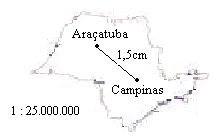 Araçatuba
1,5cm
Campinas
1 : 25.000.000